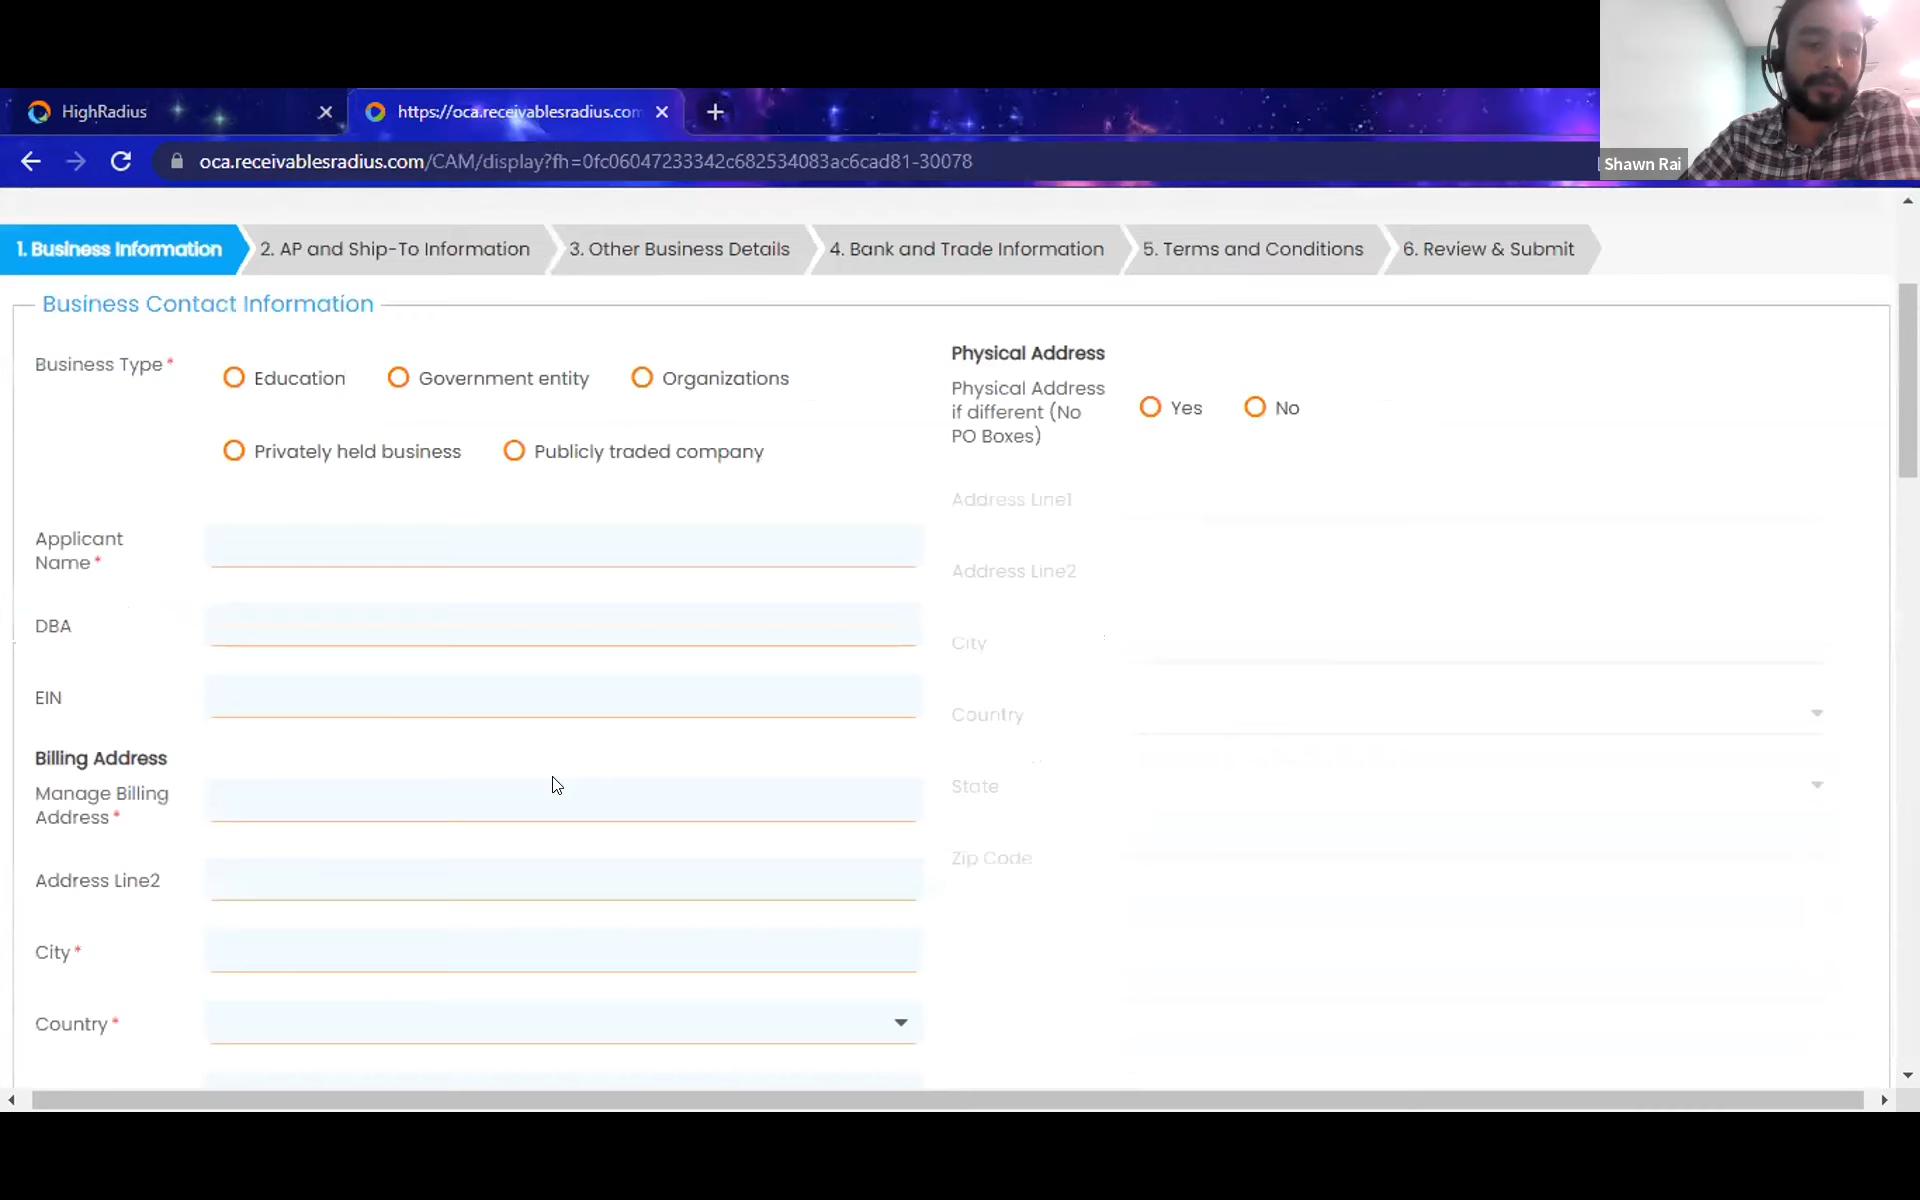 HighRadius
https://oca.receivablesradius.com
oca.receivablesradius.com/CAM/display?fh=0fc06047233342c682534083ac6cad81-30078
Shawn Rai
1. Business Information
2. AP and Ship-To Information
3. Other Business Details
4. Bank and Trade Information
5. Terms and Conditions
6. Review & Submit
Business Contact Information
Business Type *
Education
Government entity
Organizations
Privately held business
Publicly traded company
Applicant
Name *
DBA
EIN
Billing Address
Manage Billing
Address *
Address Line2
City *
Country *
Physical Address
Physical Address
if different (No
PO Boxes)
Yes
No
Address Line1
Address Line2
City
Country
State
Zip Code